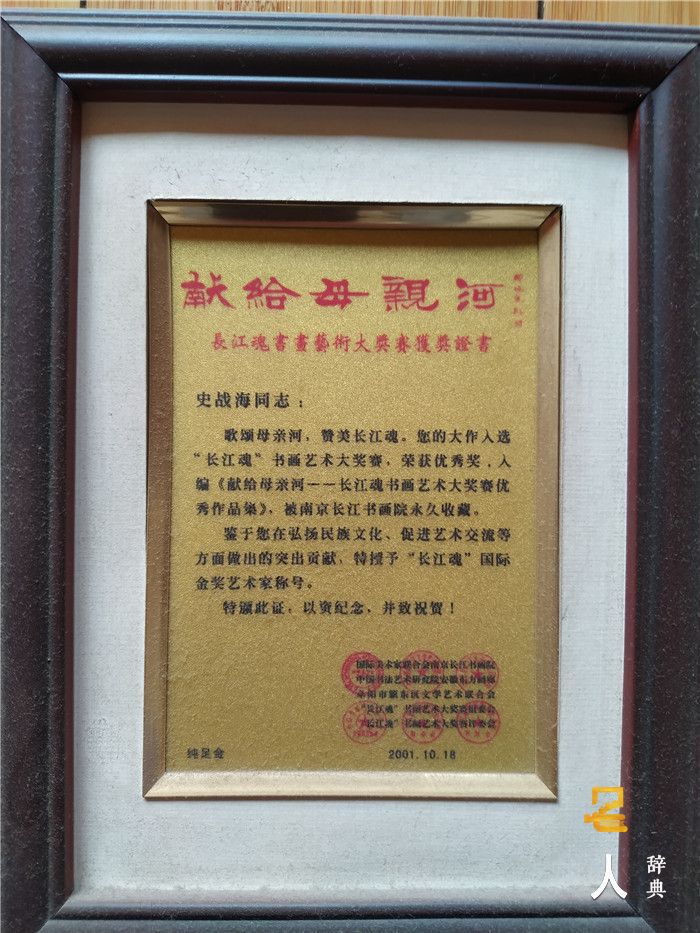 献给母親河
長江魂書畫藝術大獎賽獲獎證書
史战海同志：
歌颂母亲河，赞美长江魂。您的大作入选
“长江魂”书画艺术大奖赛，荣获优秀奖，入
编《献给母亲河——长江魂书画艺术大奖赛优
秀作品集》，被南京长江书画院永久收藏。
鉴于您在弘扬民族文化、促进艺术交流等
方面做出的突出贡献，特授予“长江魂”国际
金奖艺术家称号。
特颁此证，以资纪念，并致祝贺！
国际美术家联合会南京长江书画院
中国书法艺术研究院安徽东方画廊
阜阳市颍东区文学艺术联合会
“长江魂”书画艺术大奖赛组委会
“长江魂”书画艺术大奖赛评委会
纯足金
2001.10.18
名
人
辞典